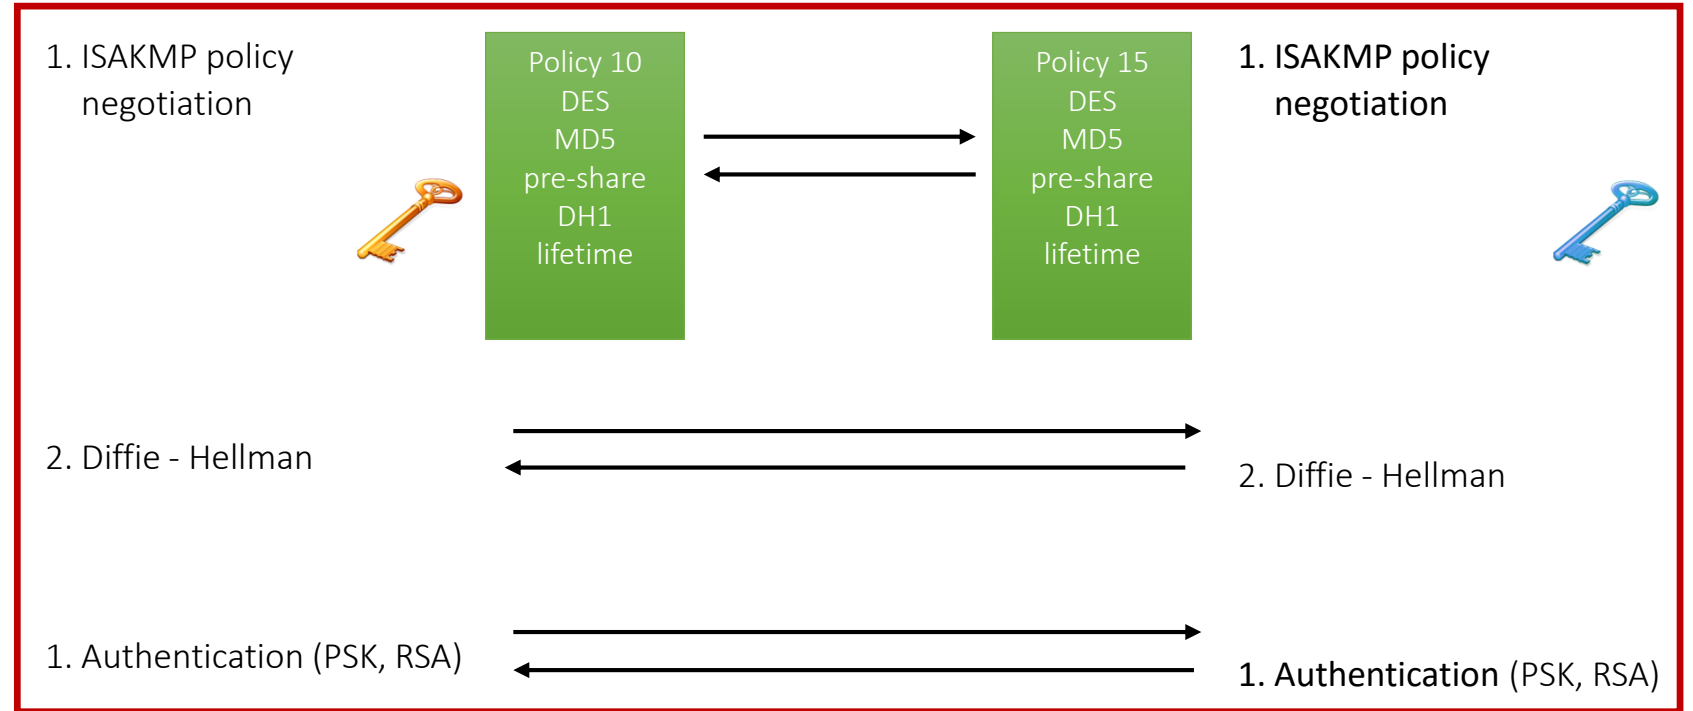 1. ISAKMP policy
negotiation
Policy 10
DES
MD5
pre-share
DH1
lifetime
Policy 15
DES
MD5
pre-share
DH1
lifetime
1. ISAKMP policy
negotiation
2. Diffie - Hellman
2. Diffie - Hellman
1. Authentication (PSK, RSA)
1. Authentication (PSK, RSA)